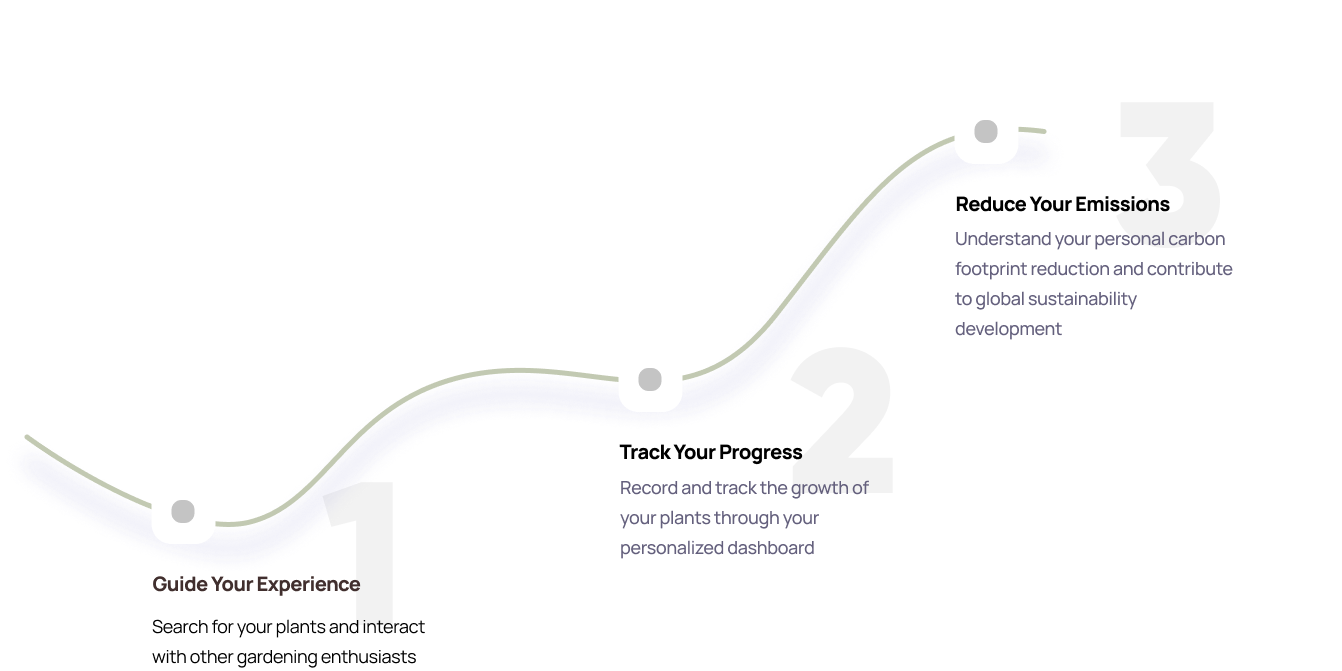 1
Guide Your Experience
Search for your plants and interact
with other gardening enthusiasts
2
Track Your Progress
Record and track the growth of
your plants through your
personalized dashboard
3
Reduce Your Emissions
Understand your personal carbon
footprint reduction and contribute
to global sustainability
development